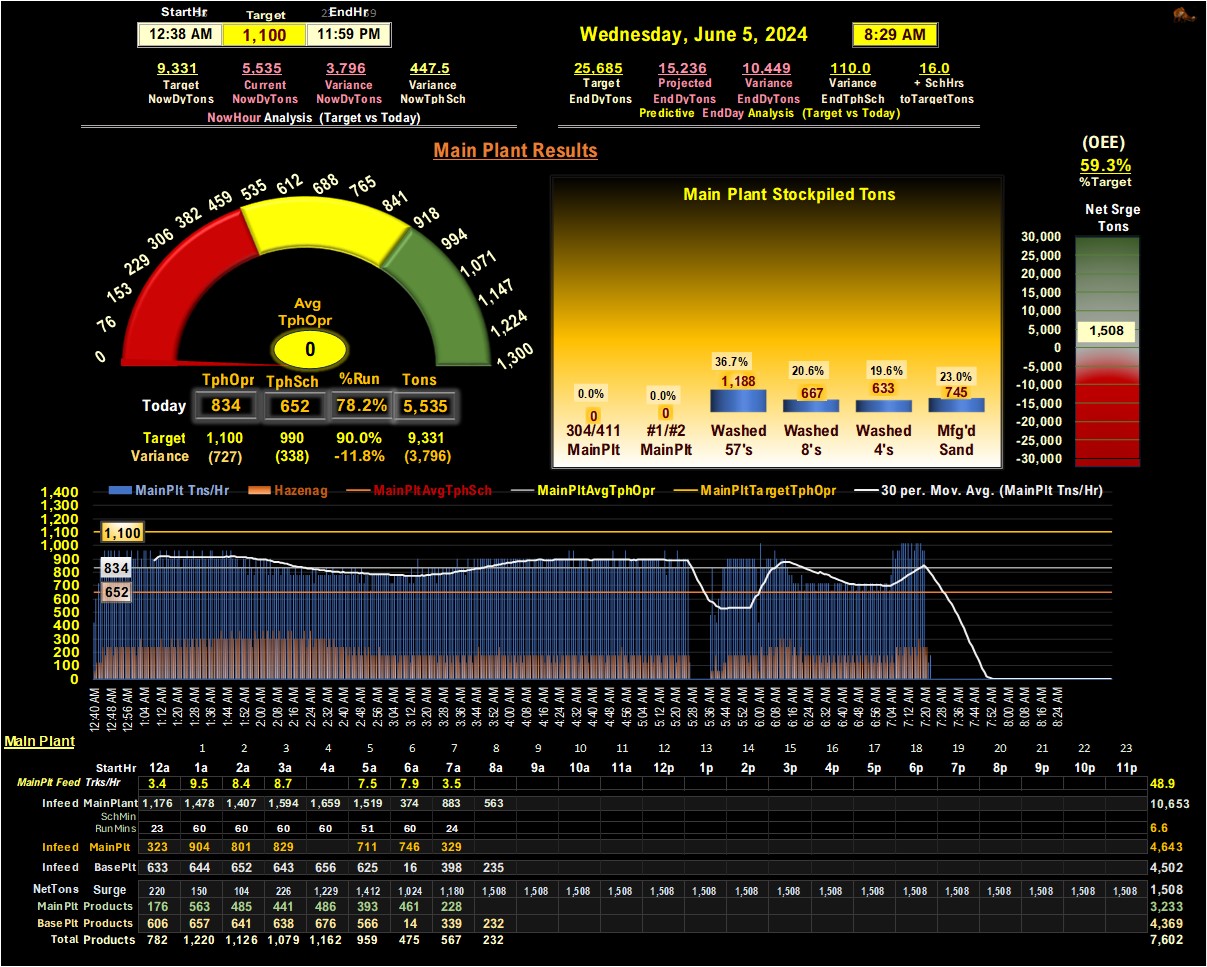 StartHr Target EndHr
12:38 AM 1,100 11:59 PM
Wednesday, June 5, 2024 8:29 AM
9,331 5,535 3,796 447.5
Target Current Variance Variance
NowDyTons NowDyTons NowDyTons NowTphSch
NowHour Analysis (Target vs Today)
25,685 15,236 10,449 110.0 16.0
Target Projected Variance Variance + SchHrs
EndDyTons EndDyTons EndDyTons EndTphSch toTargetTons
Predictive EndDay Analysis (Target vs Today)
Main Plant Results
(OEE)
59.3%
%Target
Net Srge
Tons
30,000
25,000
20,000
15,000
10,000
5,000
0
-5,000
-10,000
-15,000
-20,000
-25,000
-30,000
1,508
0 76 153 229 306 382 459 535 612 688 765 841 918 994 1,071 1,147 1,224 1,300
Avg
TphOpr
0
TphOpr TphSch %Run Tons
Today 834 652 78.2% 5,535
Target 1,100 990 90.0% 9,331
Variance (727) (338) -11.8% (3,796)
Main Plant Stockpiled Tons
0.0% 0.0% 36.7% 20.6% 19.6% 23.0%
0 0 1,188 667 633 745
304/411 #1/#2 Washed Washed Washed Mfg'd
MainPlt MainPlt 57's 8's 4's Sand
MainPlt Tns/Hr Hazenag MainPltAvgTphSch MainPltAvgTphOpr MainPltTargetTphOpr 30 per. Mov. Avg. (MainPlt Tns/Hr)
1,400
1,300
1,200
1,100
1,000
900
800
700
600
500
400
300
200
100
0
1,100
834
652
12:40 AM 12:48 AM 12:56 AM 1:04 AM 1:12 AM 1:20 AM 1:28 AM 1:36 AM 1:44 AM 1:52 AM 2:00 AM 2:08 AM 2:16 AM 2:24 AM 2:32 AM 2:40 AM 2:48 AM 2:56 AM 3:04 AM 3:12 AM 3:20 AM 3:28 AM 3:36 AM 3:44 AM 3:52 AM 4:00 AM 4:08 AM 4:16 AM 4:24 AM 4:32 AM 4:40 AM 4:48 AM 4:56 AM 5:04 AM 5:12 AM 5:20 AM 5:28 AM 5:36 AM 5:44 AM 5:52 AM 6:00 AM 6:08 AM 6:16 AM 6:24 AM 6:32 AM 6:40 AM 6:48 AM 6:56 AM 7:04 AM 7:12 AM 7:20 AM 7:28 AM 7:36 AM 7:44 AM 7:52 AM 8:00 AM 8:08 AM 8:16 AM 8:24 AM
Main Plant
1 2 3 4 5 6 7 8 9 10 11 12 13 14 15 16 17 18 19 20 21 22 23
StartHr 12a 1a 2a 3a 4a 5a 6a 7a 8a 9a 10a 11a 12p 1p 2p 3p 4p 5p 6p 7p 8p 9p 10p 11p
MainPlt Feed Trks/Hr 3.4 9.5 8.4 8.7 7.5 7.9 3.5 48.9
Infeed MainPlant 1,176 1,478 1,407 1,594 1,659 1,519 374 883 563 10,653
SchMin
RunMins 23 60 60 60 60 51 60 24 6.6
Infeed MainPlt 323 904 801 829 711 746 329 4,643
Infeed BasePlt 633 644 652 643 656 625 16 398 235 4,502
NetTons Surge 220 150 104 226 1,229 1,412 1,024 1,180 1,508 1,508 1,508 1,508 1,508 1,508 1,508 1,508 1,508 1,508 1,508 1,508 1,508 1,508 1,508 1,508 1,508
MainPlt Products 176 563 485 441 486 393 461 228 3,233
BasePlt Products 606 657 641 638 676 566 14 339 232 4,369
Total Products 782 1,220 1,126 1,079 1,162 959 475 567 232 7,602